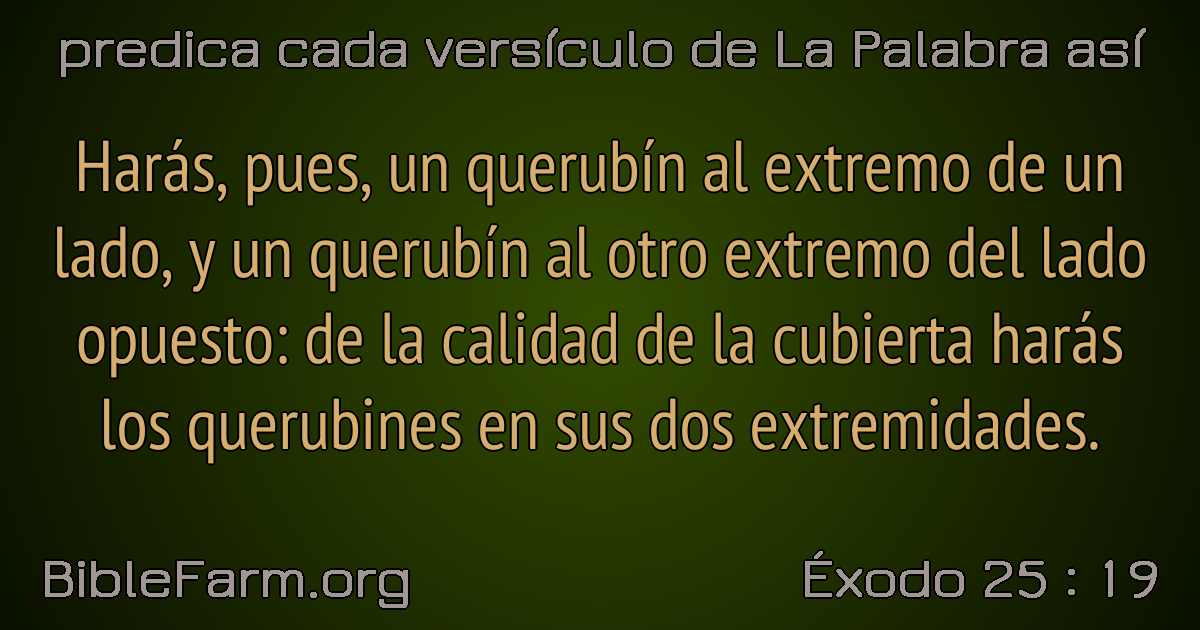 predica cada versículo de La Palabra así
Harás, pues, un querubín al extremo de un
lado, y un querubín al otro extremo del lado
opuesto: de la calidad de la cubierta harás
los querubines en sus dos extremidades.
BibleFarm.org
Éxodo 25 : 19